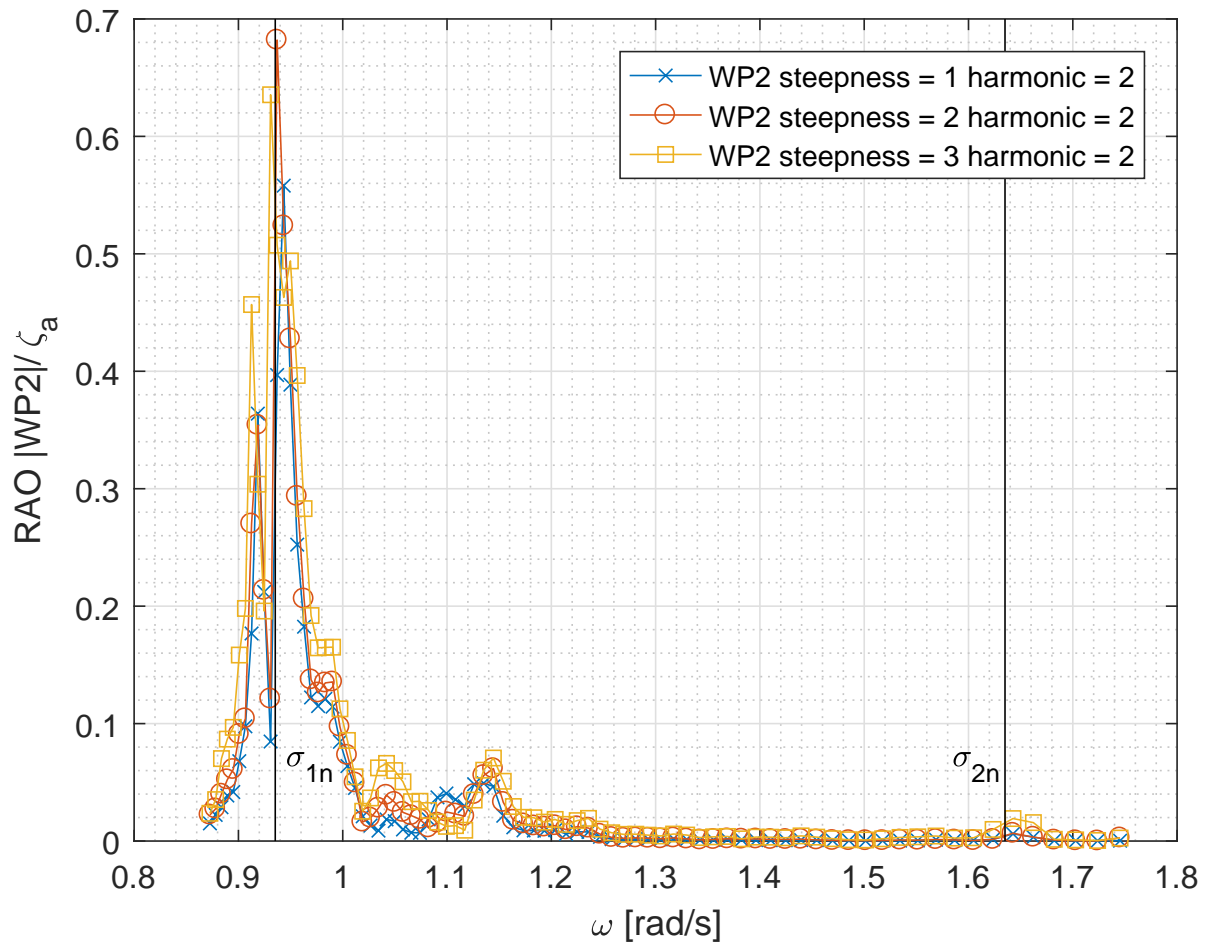 0.7
0.6
0.5
0.4
0.3
0.2
0.1
0
RAO |WP2|/ ζₐ
WP2 steepness = 1 harmonic = 2
WP2 steepness = 2 harmonic = 2
WP2 steepness = 3 harmonic = 2
σ1n
σ2n
0.8 0.9 1 1.1 1.2 1.3 1.4 1.5 1.6 1.7 1.8
ω [rad/s]